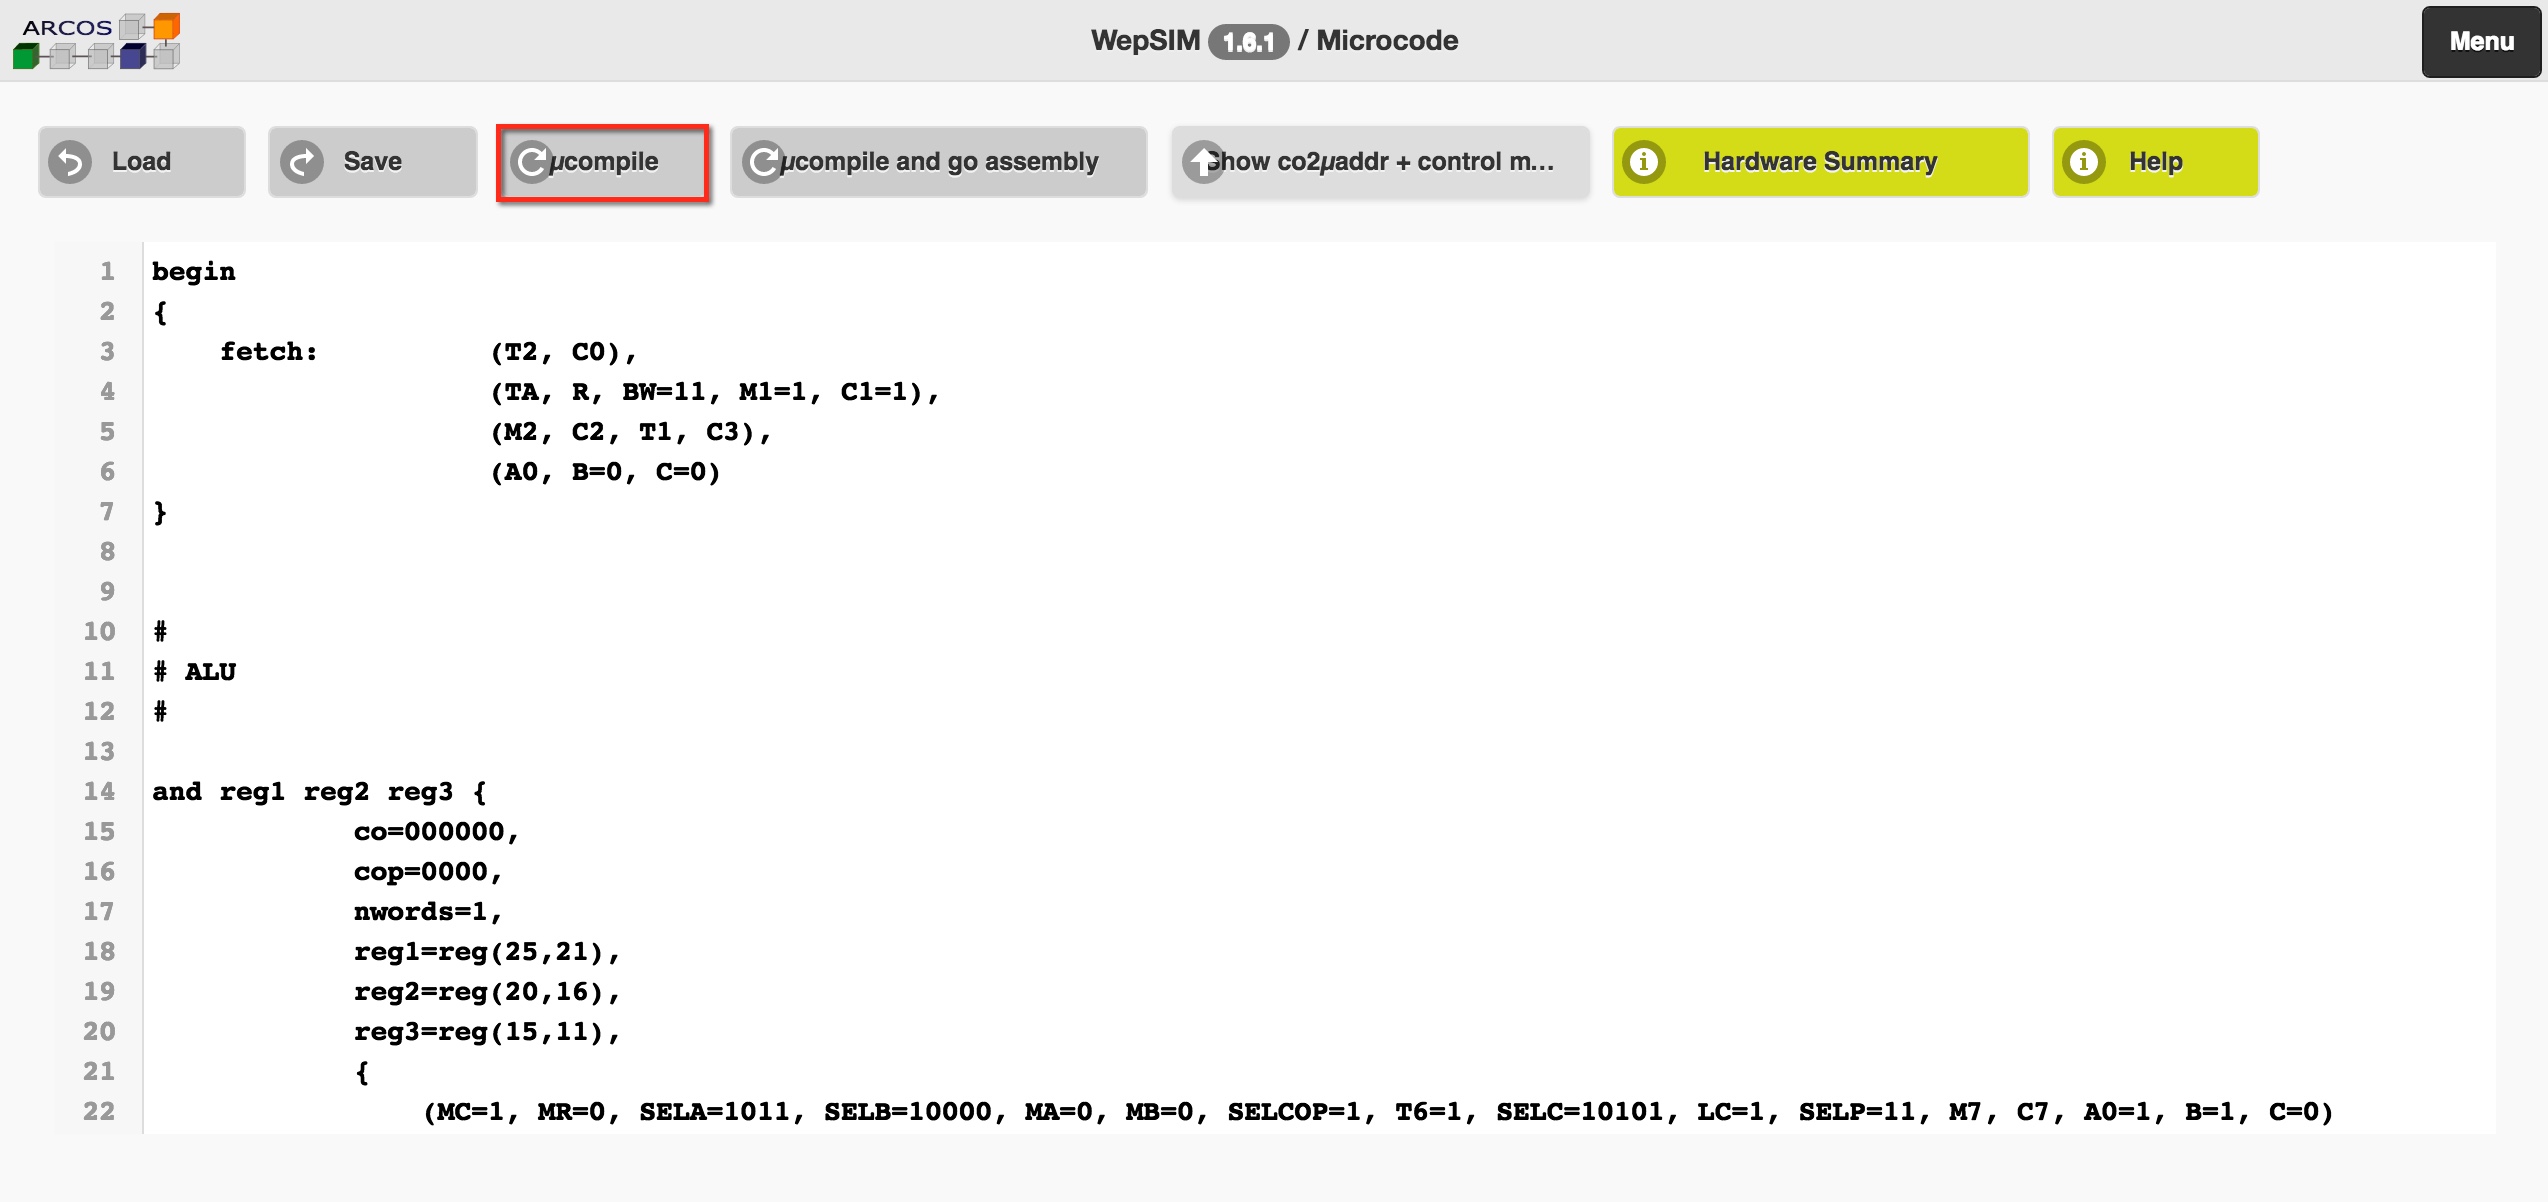 ARCOS
WepSIM 1.6.1 / Microcode
Menu
Load
Save
µcompile
µcompile and go assembly
Show co2µaddr + control m...
Hardware Summary
Help
1 begin
2 {
3 fetch: (T2, C0),
4 (TA, R, BW=11, M1=1, C1=1),
5 (M2, C2, T1, C3),
6 (A0, B=0, C=0)
7 }
8
9
10 #
11 # ALU
12 #
13
14 and reg1 reg2 reg3 {
15 co=000000,
16 cop=0000,
17 nwords=1,
18 reg1=reg(25,21),
19 reg2=reg(20,16),
20 reg3=reg(15,11),
21 {
22 (MC=1, MR=0, SELA=1011, SELB=10000, MA=0, MB=0, SELCOP=1, T6=1, SELC=10101, LC=1, SELP=11, M7, C7, A0=1, B=1, C=0)